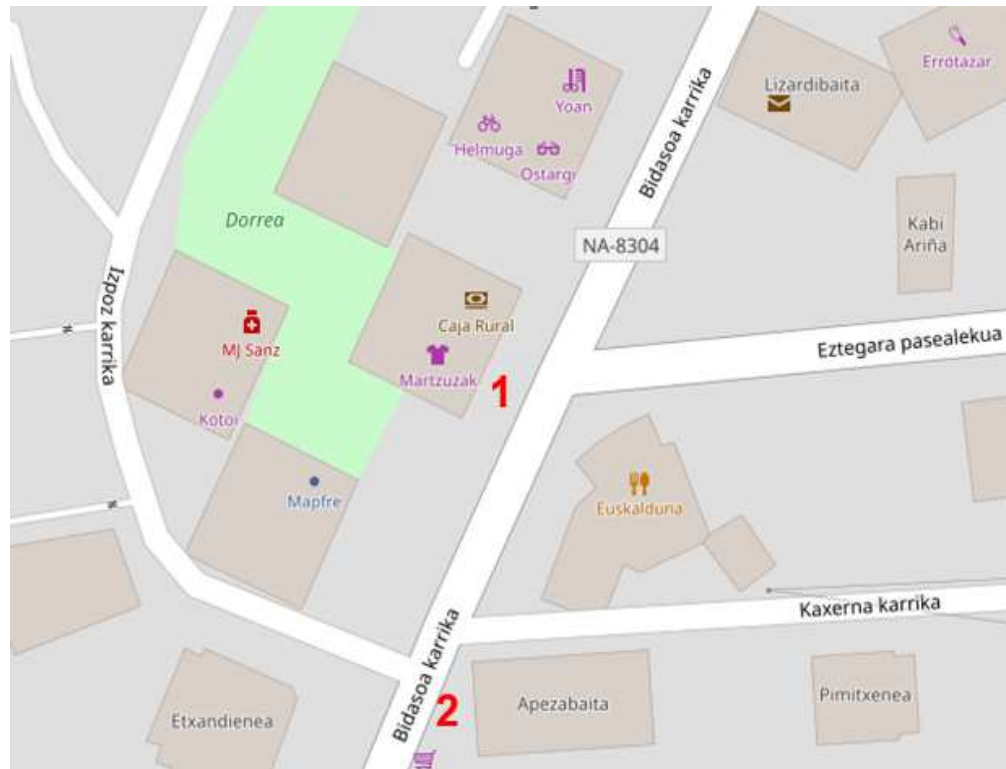 Yoan
Helmuga
Ostargi
Bidasoa karrika
Lizardibaita
Errotazar
Dorrea
NA-8304
Kabi
Ariña
Izpoz karrika
MJ Sanz
Kotoi
Caja Rural
Martzuzak
1
Eztegara pasealekua
Mapfre
Euskalduna
Kaxerna karrika
Bidasoa karrika
2
Etxandienea
Apezabaita
Pimitxenea